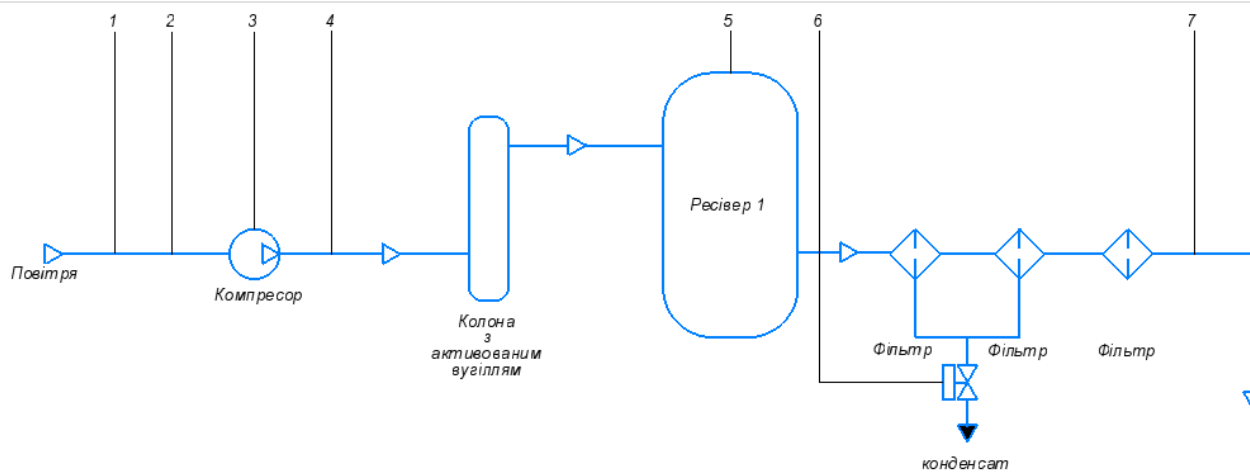 1 2 3 4 5 6 7
Ресівер 1
Повітря
Компресор
Колона
з
активованим
вугіллям
Фільтр Фільтр Фільтр
конденсат